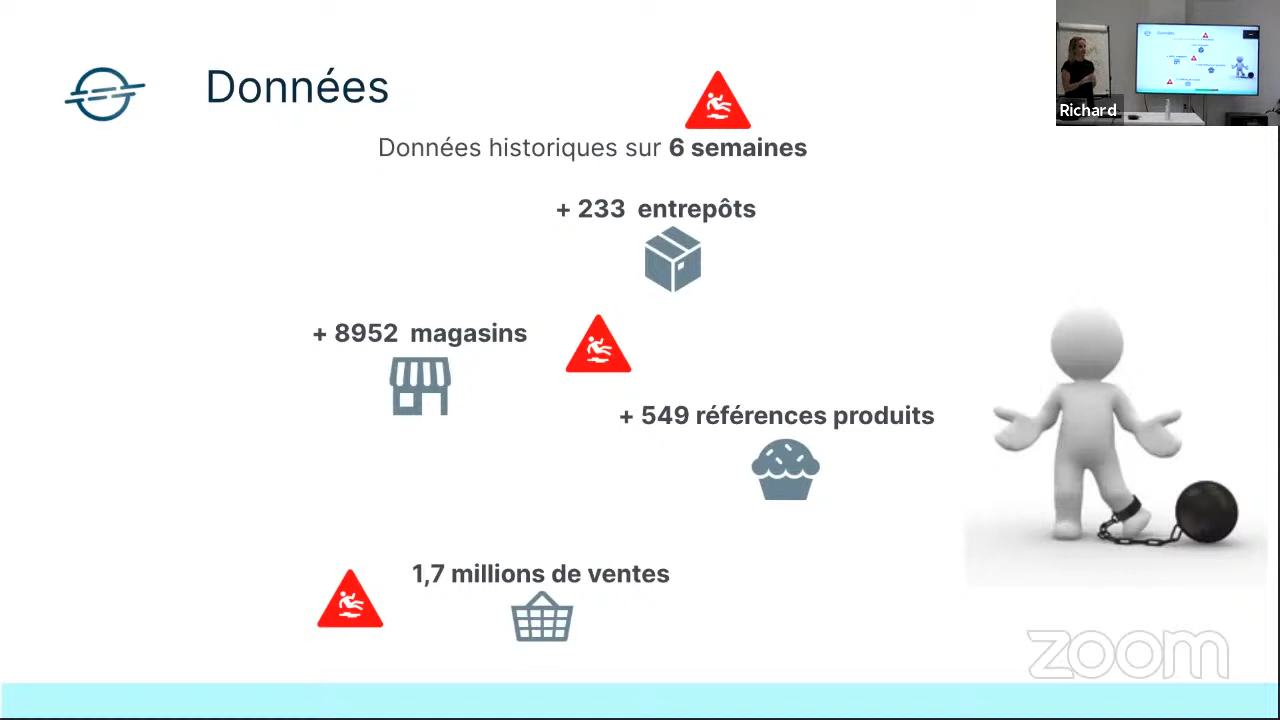 Données
Richard
Données historiques sur 6 semaines
+ 233 entrepôts
+ 8952 magasins
+ 549 références produits
1,7 millions de ventes
zoom